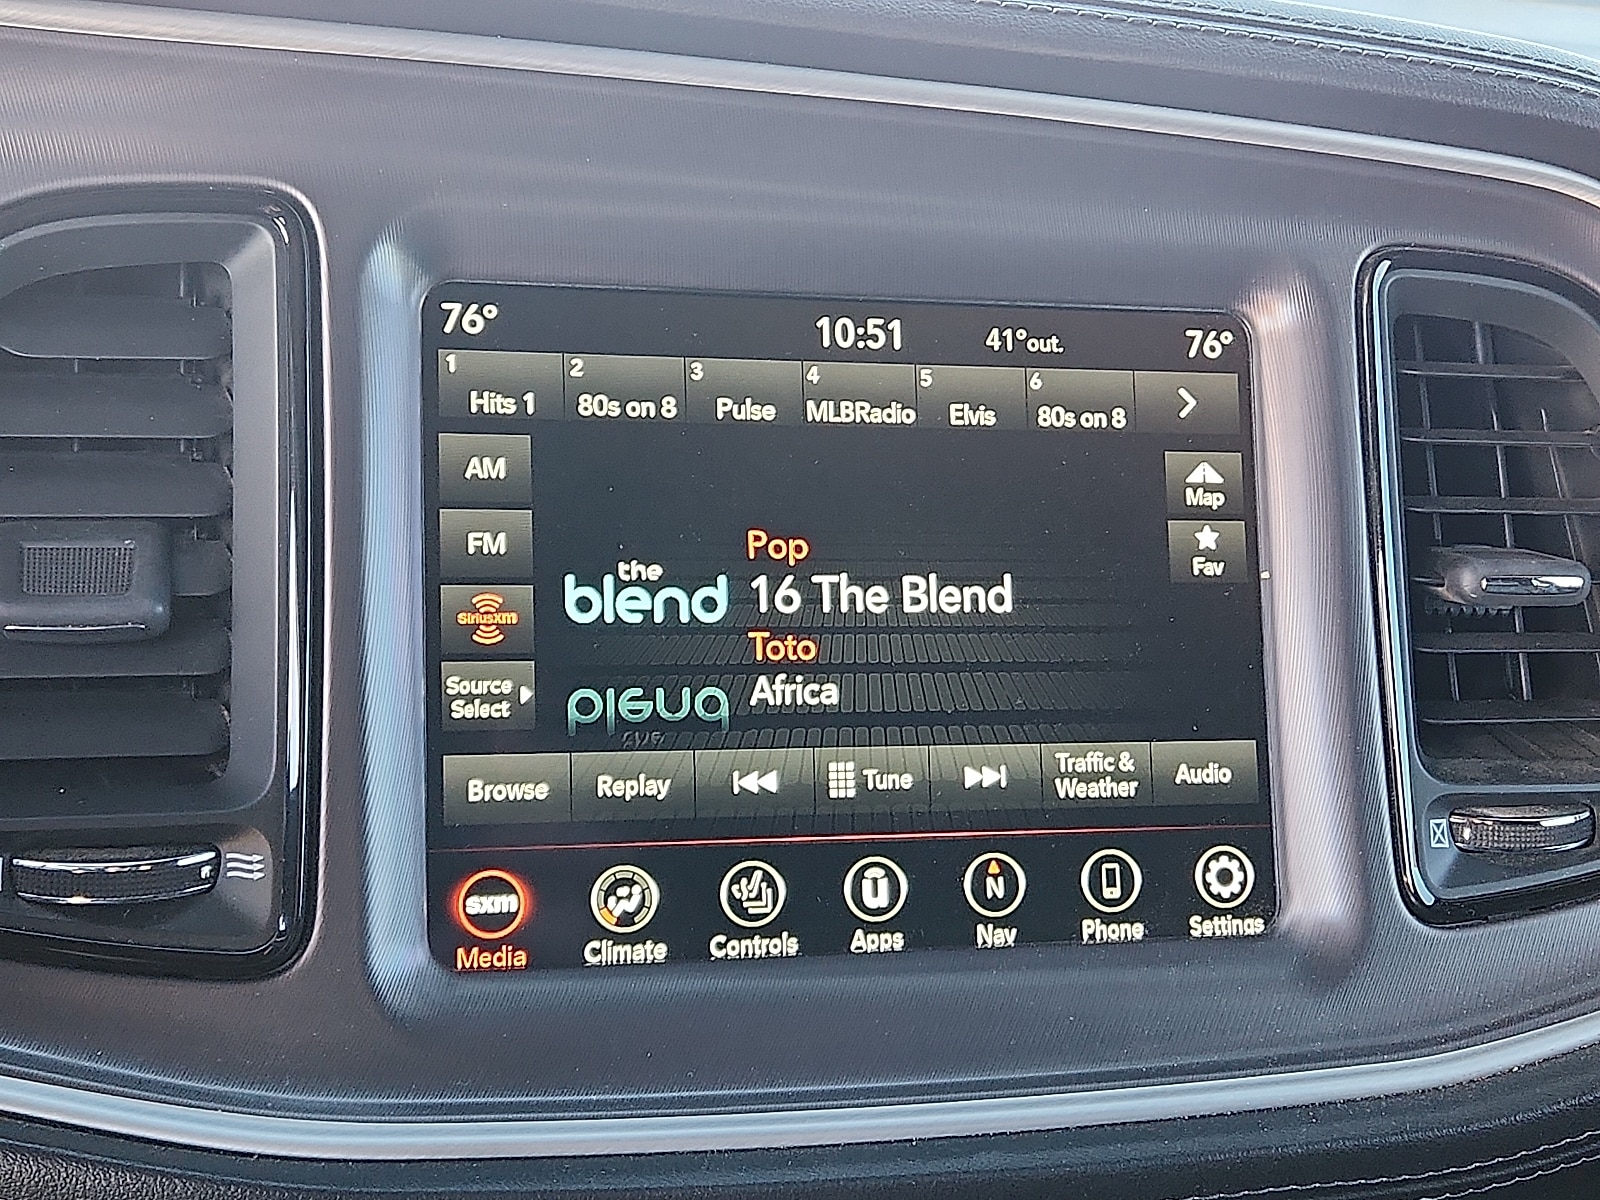 76° 10:51 41°out. 76°
1 2 3 4 5 6
Hits 1 80s on 8 Pulse MLBRadio Elvis 80s on 8
AM
FM
siriusxm
Source
Select
Map
Fav
the
blend
Pop
16 The Blend
Toto
Africa
Browse Replay Tune Traffic & Weather Audio
sxm
Media
Climate
Controls
Apps
N
Nav
Phone
Settings